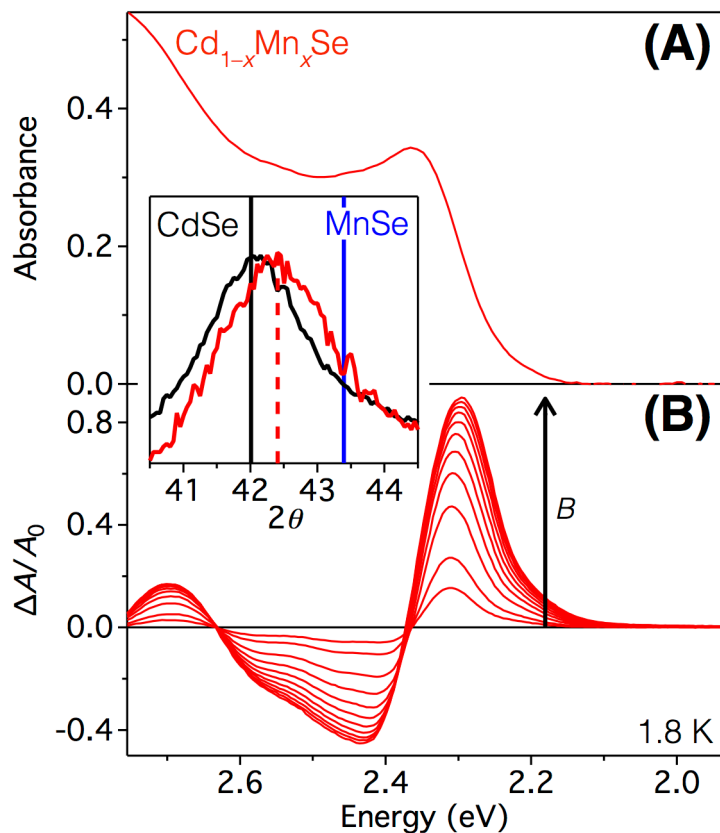 Cd₁₋ₓMnₓSe
(A)
Absorbance
0.4
0.2
0.0
CdSe
MnSe
41
42
43
44
2θ
(B)
ΔA/A₀
0.8
0.4
0.0
-0.4
B
1.8 K
2.6
2.4
2.2
2.0
Energy (eV)